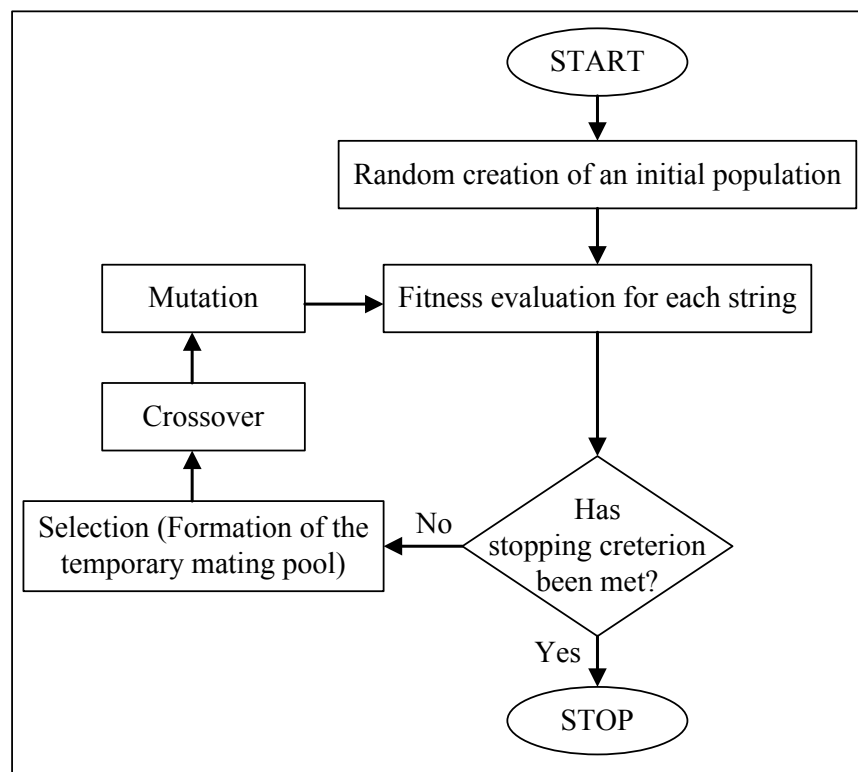 START
Random creation of an initial population
Fitness evaluation for each string
Mutation
Crossover
Selection (Formation of the
temporary mating pool)
No
Has
stopping creterion
been met?
Yes
STOP